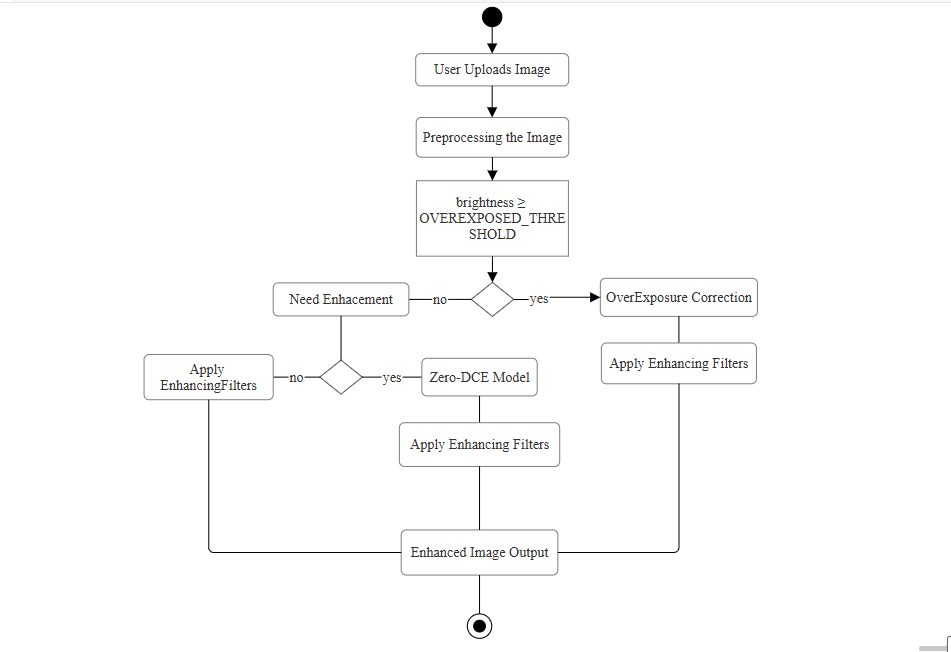 User Uploads Image
Preprocessing the Image
brightness ≥
OVEREXPOSED_THRE
SHOLD
Need Enhacement
no
yes
OverExposure Correction
Apply
EnhancingFilters
no
yes
Zero-DCE Model
Apply Enhancing Filters
Apply Enhancing Filters
Enhanced Image Output